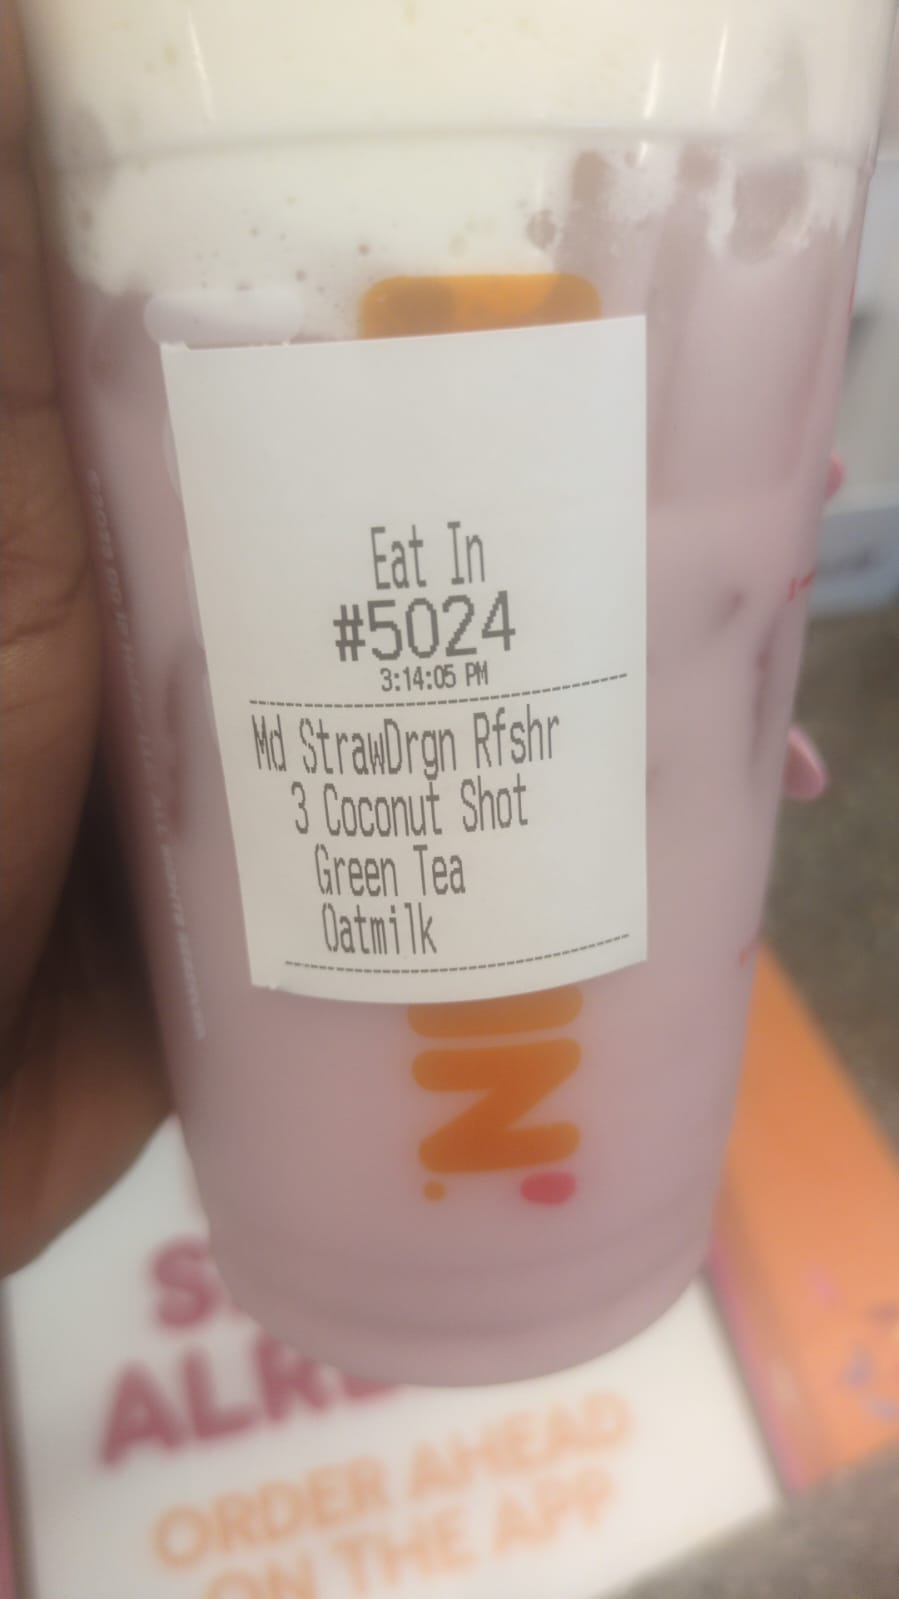 Eat In
#5024
3:14:05 PM
Md StrawDrgn Rfshr
3 Coconut Shot
Green Tea
Oatmilk
IN'
ORDER AHEAD
ON THE APP